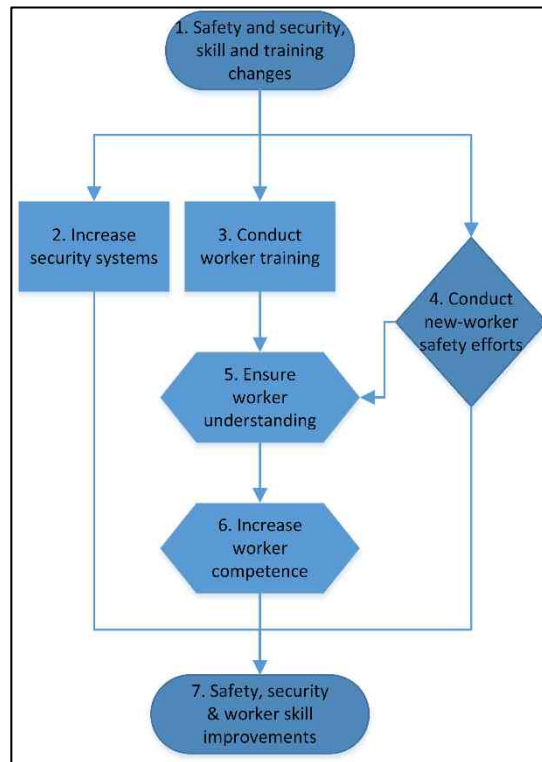 1. Safety and security,
skill and training
changes
2. Increase
security systems
3. Conduct
worker training
4. Conduct
new-worker
safety efforts
5. Ensure
worker
understanding
6. Increase
worker
competence
7. Safety, security
& worker skill
improvements